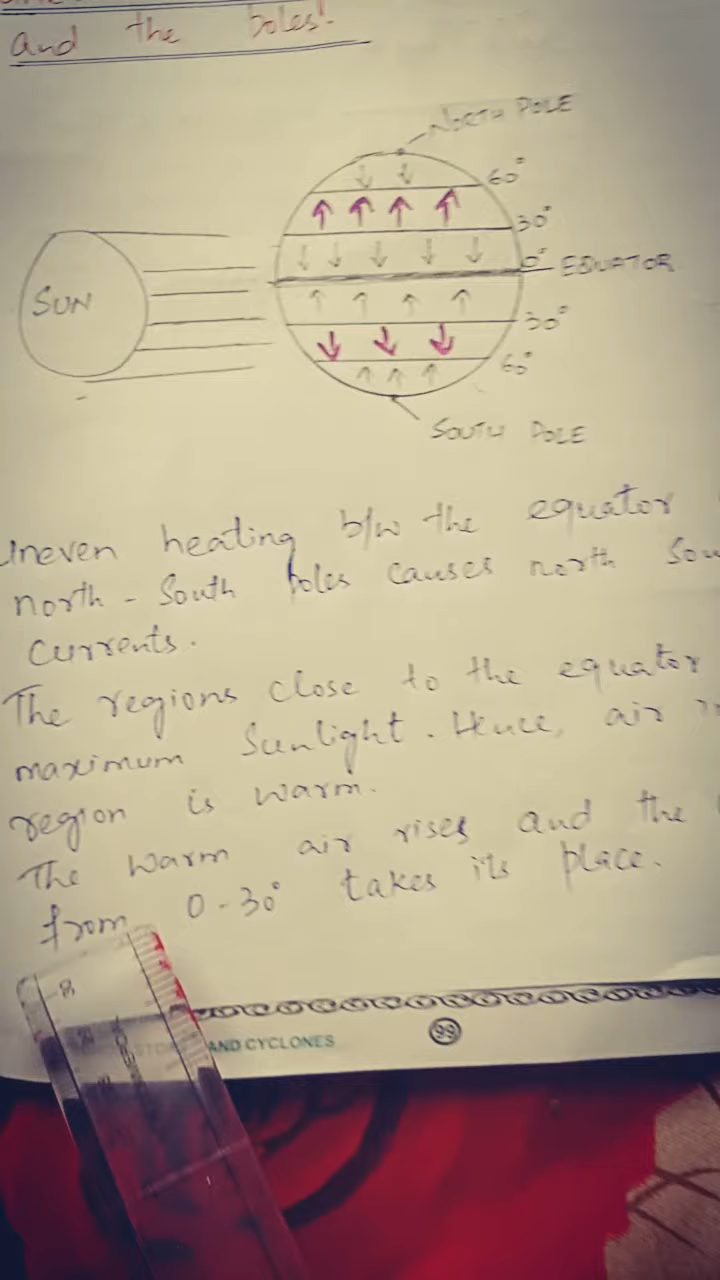 and the poles!
NORTH POLE
60°
30°
0°
EQUATOR
SUN
30°
60°
SOUTH POLE
Uneven heating b/w the equator
north - South poles causes north Sou
currents.
The regions close to the equator
maximum Sunlight. Hence, air
region is warm.
The warm air rises and the
from 0-30° takes its place.
AND CYCLONES
99